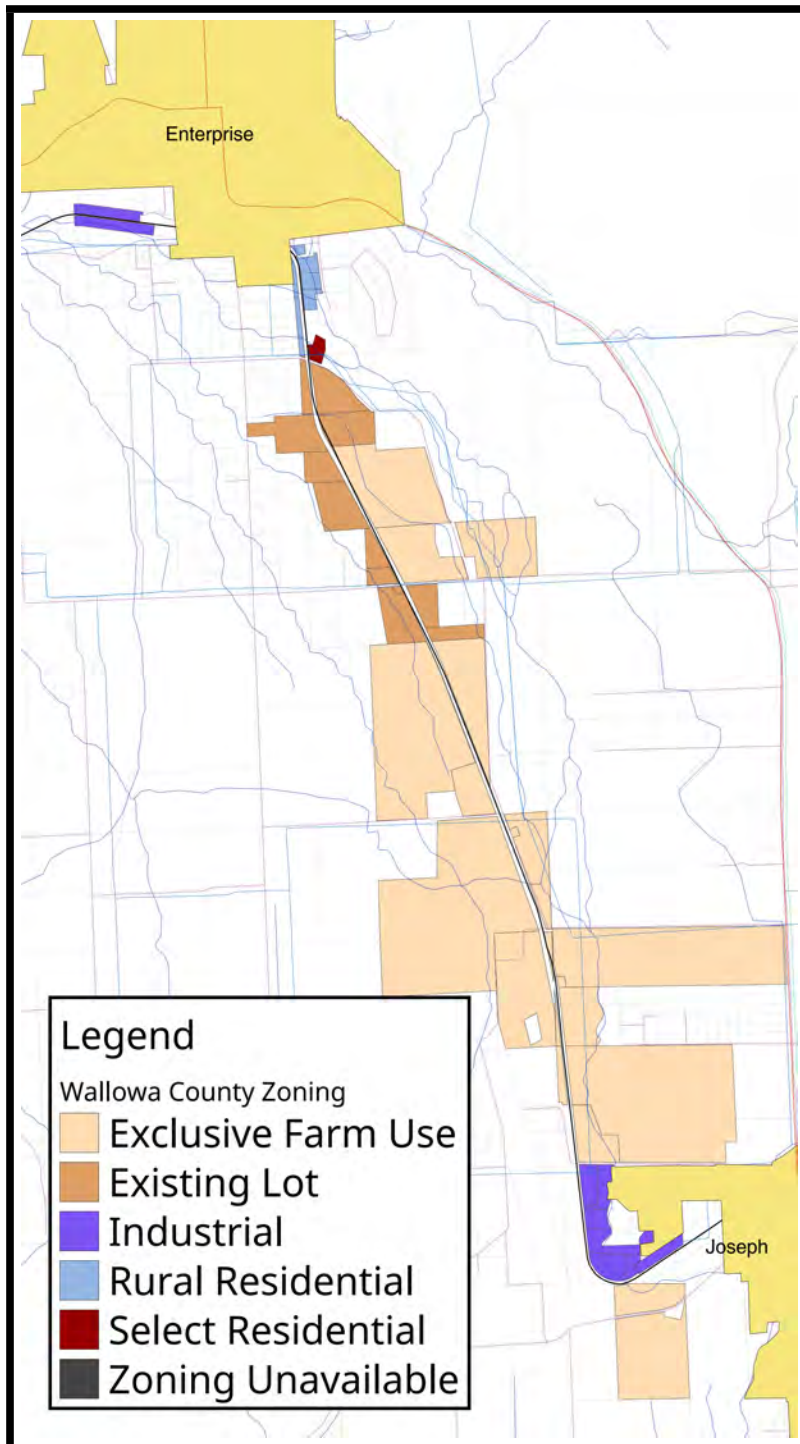 Enterprise
Legend
Wallowa County Zoning
Exclusive Farm Use
Existing Lot
Industrial
Rural Residential
Select Residential
Zoning Unavailable
Joseph